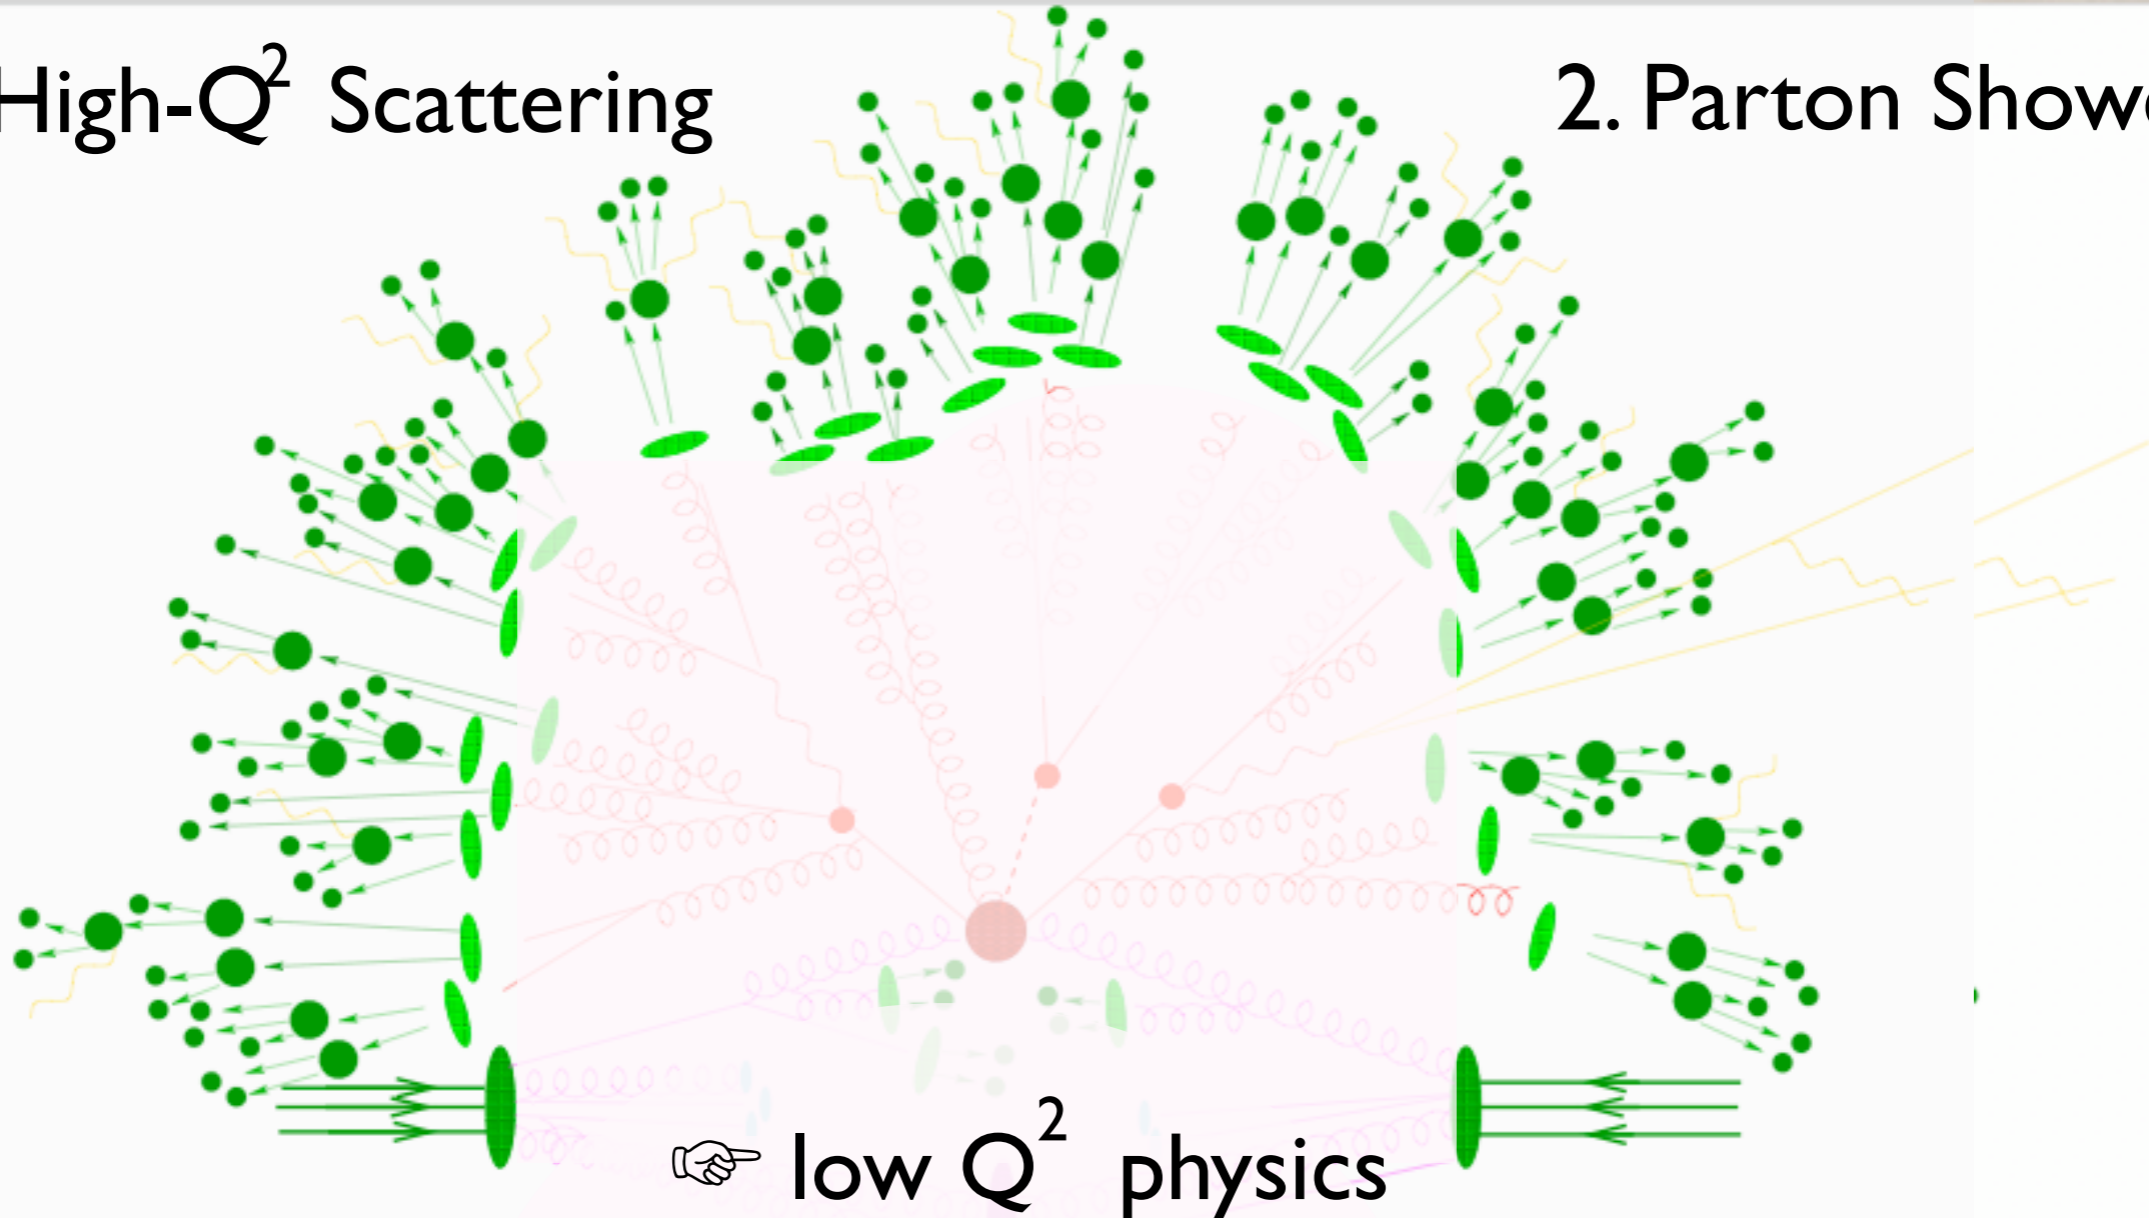 High-Q² Scattering
2. Parton Show
☞ low Q² physics